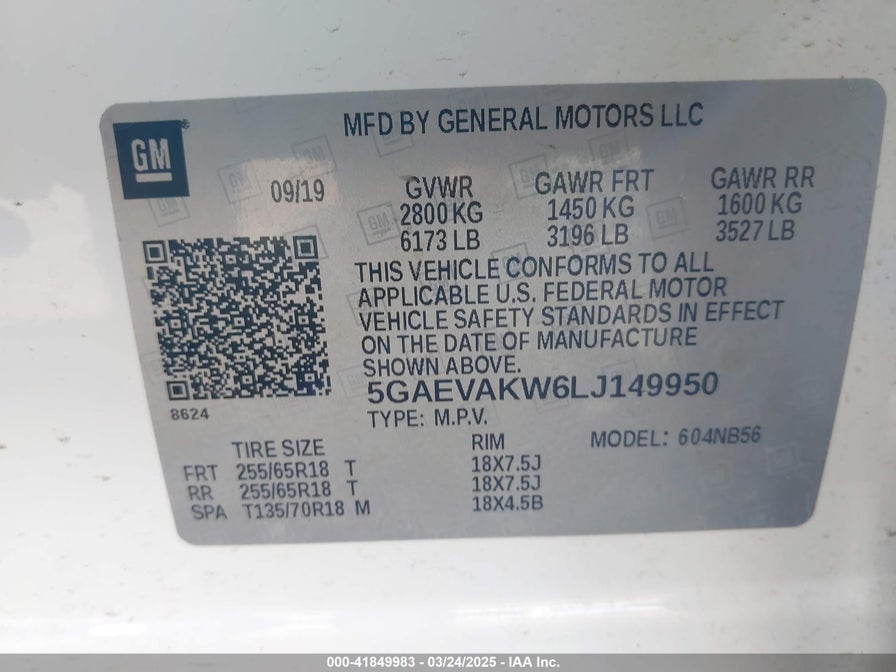 MFD BY GENERAL MOTORS LLC
GM
09/19
GVWR GAWR FRT GAWR RR
2800 KG 1450 KG 1600 KG
6173 LB 3196 LB 3527 LB
THIS VEHICLE CONFORMS TO ALL
APPLICABLE U.S. FEDERAL MOTOR
VEHICLE SAFETY STANDARDS IN EFFECT
ON THE DATE OF MANUFACTURE
SHOWN ABOVE.
5GAEVAKW6LJ149950
8624
TYPE: M.P.V.
MODEL: 604NB56
TIRE SIZE RIM
FRT 255/65R18 T 18X7.5J
RR 255/65R18 T 18X7.5J
SPA T135/70R18 M 18X4.5B
000-41849983 - 03/24/2025 - IAA Inc.